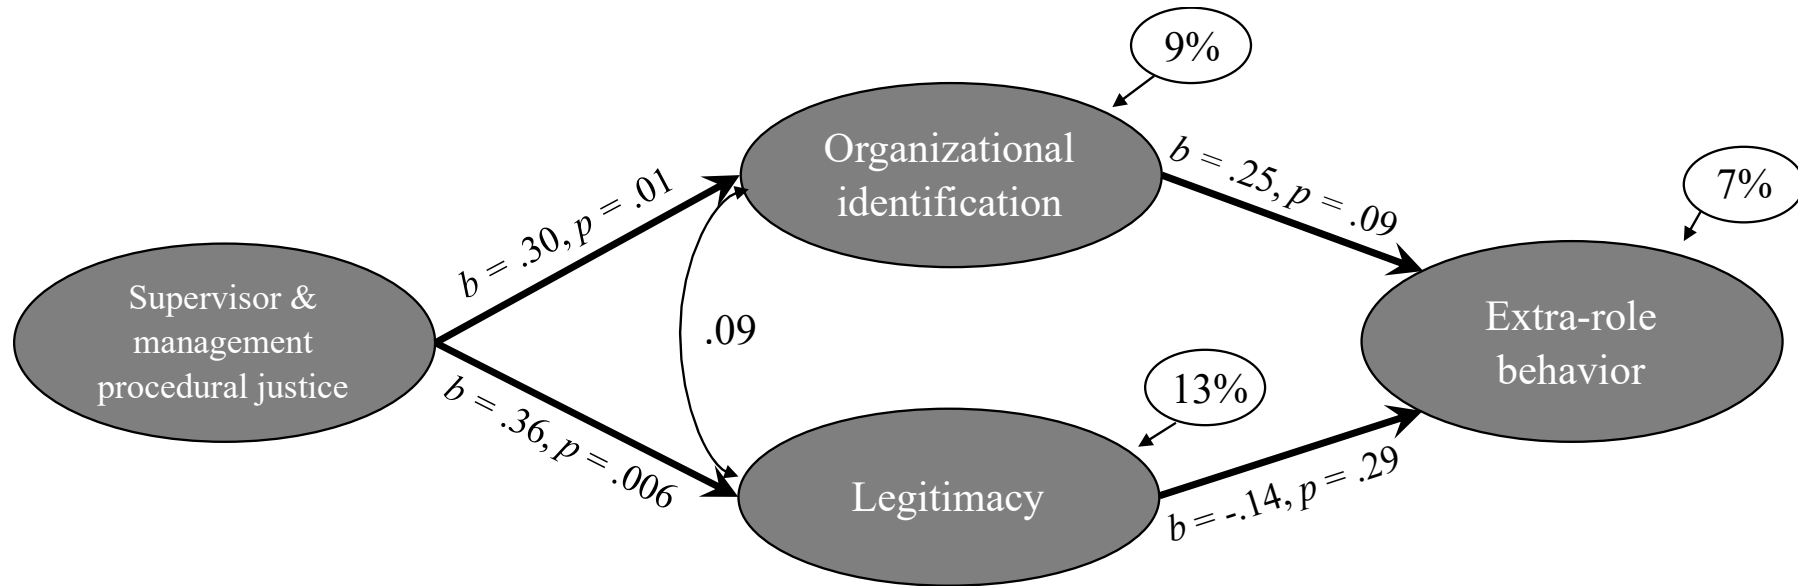 9%
Organizational
identification
b = .25, p = .09
7%
b = .30, p = .01
Supervisor &
management
procedural justice
.09
Extra-role
behavior
13%
b = .36, p = .006
Legitimacy
b = -.14, p = .29